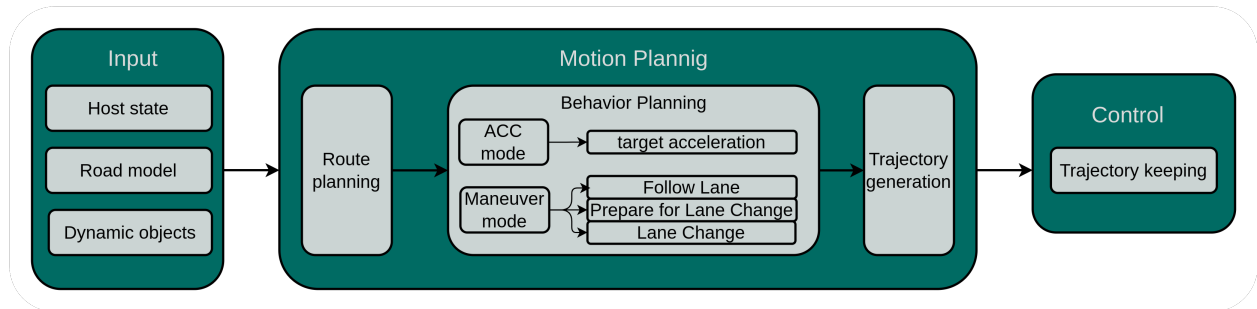 Input
Host state
Road model
Dynamic objects
Motion Plannig
Route
planning
Behavior Planning
ACC
mode
target acceleration
Maneuver
mode
Follow Lane
Prepare for Lane Change
Lane Change
Trajectory
generation
Control
Trajectory keeping